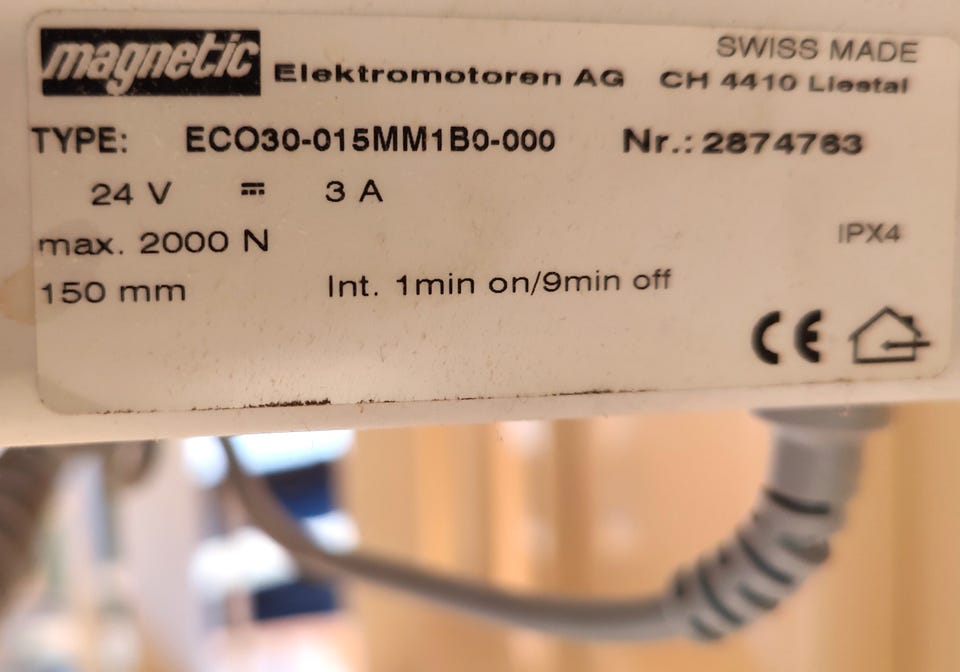 magnetic Elektromotoren AG SWISS MADE
CH 4410 Liestal
TYPE: ECO30-015MM1B0-000 Nr.: 2874763
24 V ⎓ 3 A
max. 2000 N IPX4
150 mm Int. 1min on/9min off
CE